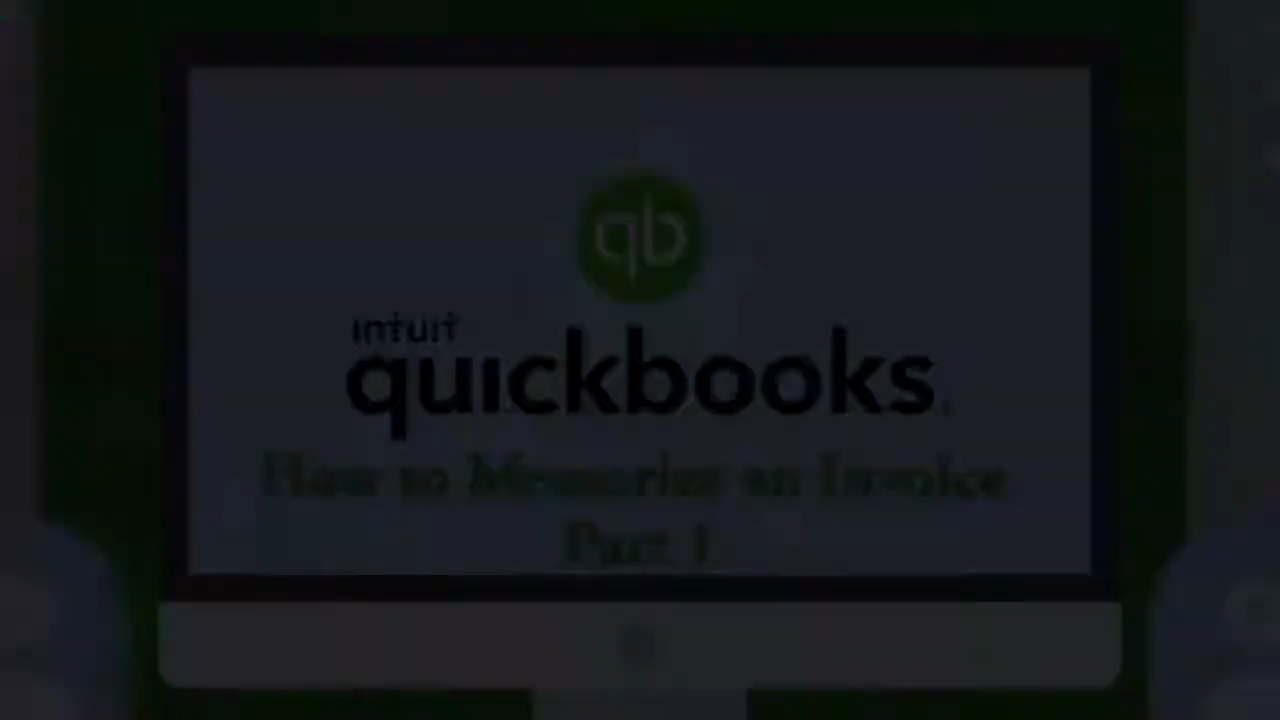 qb
intuit
quickbooks.
How to Memorize an Invoice
Part 1